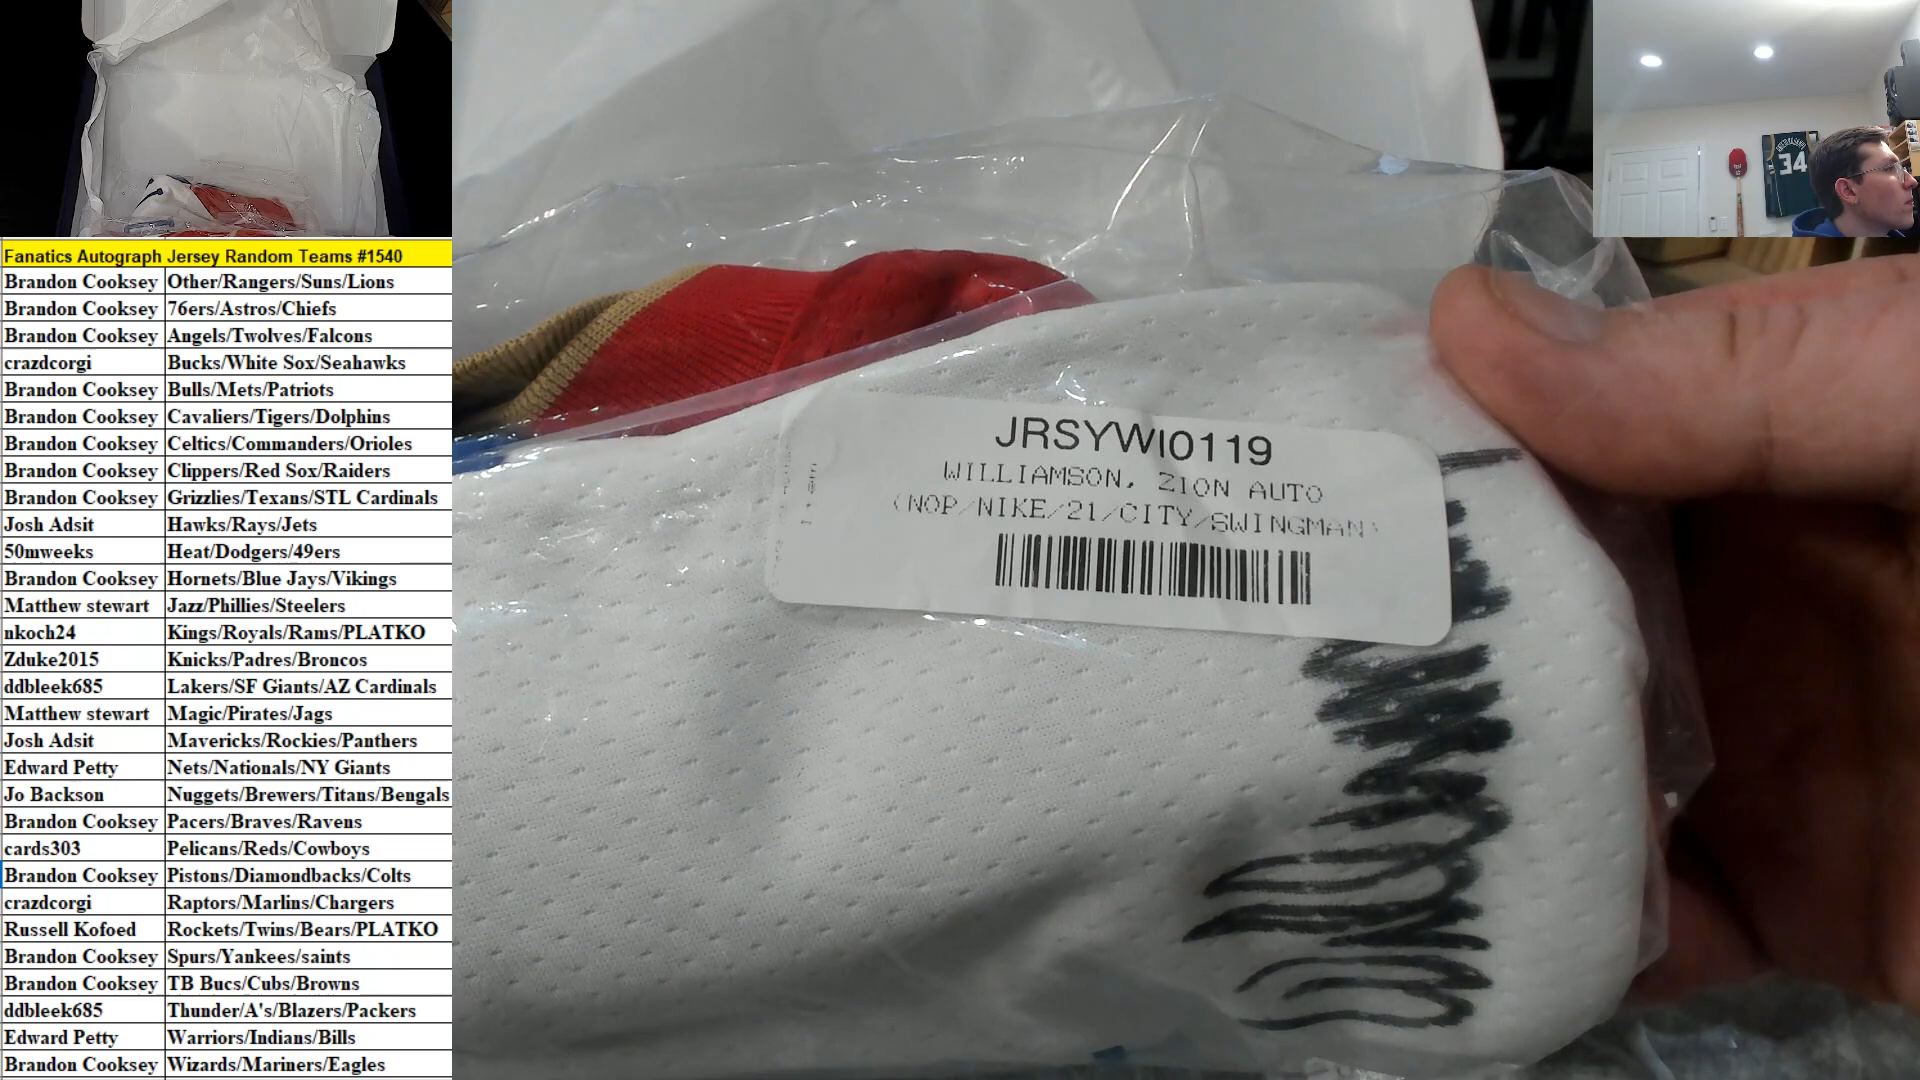 Fanatics Autograph Jersey Random Teams #1540
Brandon Cooksey Other/Rangers/Suns/Lions
Brandon Cooksey 76ers/Astros/Chiefs
Brandon Cooksey Angels/Twolves/Falcons
crazdcorgi Bucks/White Sox/Seahawks
Brandon Cooksey Bulls/Mets/Patriots
Brandon Cooksey Cavaliers/Tigers/Dolphins
Brandon Cooksey Celtics/Commanders/Orioles
Brandon Cooksey Clippers/Red Sox/Raiders
Brandon Cooksey Grizzlies/Texans/STL Cardinals
Josh Adsit Hawks/Rays/Jets
50mweeks Heat/Dodgers/49ers
Brandon Cooksey Hornets/Blue Jays/Vikings
Matthew stewart Jazz/Phillies/Steelers
nkoch24 Kings/Royals/Rams/PLATKO
Zduke2015 Knicks/Padres/Broncos
ddbleek685 Lakers/SF Giants/AZ Cardinals
Matthew stewart Magic/Pirates/Jags
Josh Adsit Mavericks/Rockies/Panthers
Edward Petty Nets/Nationals/NY Giants
Jo Backson Nuggets/Brewers/Titans/Bengals
Brandon Cooksey Pacers/Braves/Ravens
cards303 Pelicans/Reds/Cowboys
Brandon Cooksey Pistons/Diamondbacks/Colts
crazdcorgi Raptors/Marlins/Chargers
Russell Kofoed Rockets/Twins/Bears/PLATKO
Brandon Cooksey Spurs/Yankees/saints
Brandon Cooksey TB Bucs/Cubs/Browns
ddbleek685 Thunder/A's/Blazers/Packers
Edward Petty Warriors/Indians/Bills
Brandon Cooksey Wizards/Mariners/Eagles
JRSYWI0119
WILLIAMSON, ZION AUTO
(NOP/NIKE/21/CITY/SWINGMAN)
34